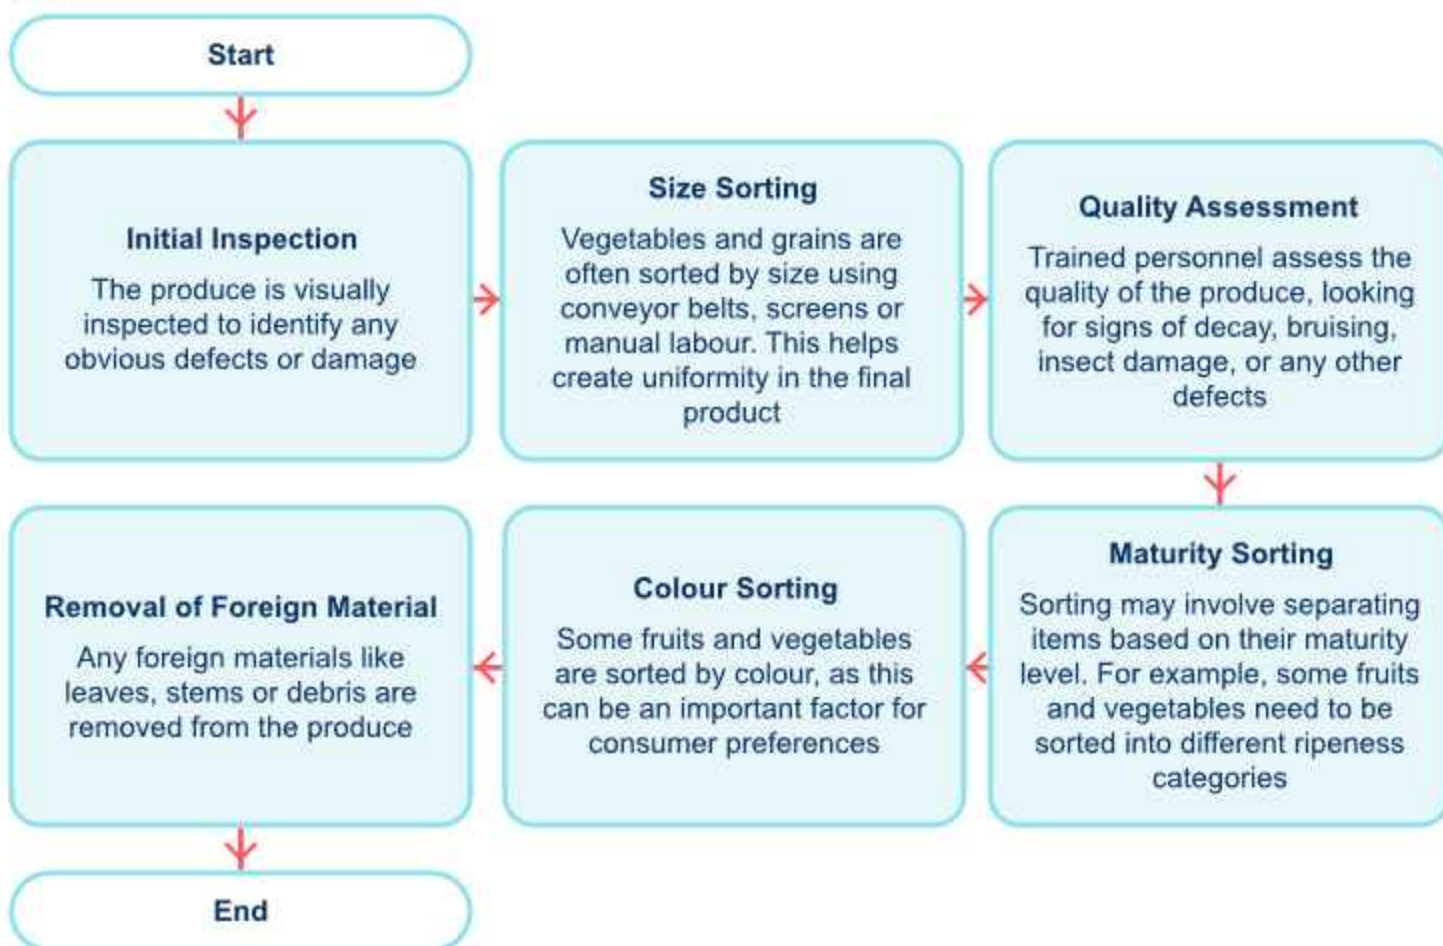 Start
Initial Inspection
The produce is visually
inspected to identify any
obvious defects or damage
Size Sorting
Vegetables and grains are
often sorted by size using
conveyor belts, screens or
manual labour. This helps
create uniformity in the final
product
Quality Assessment
Trained personnel assess the
quality of the produce, looking
for signs of decay, bruising,
insect damage, or any other
defects
Maturity Sorting
Sorting may involve separating
items based on their maturity
level. For example, some fruits
and vegetables need to be
sorted into different ripeness
categories
Colour Sorting
Some fruits and vegetables
are sorted by colour, as this
can be an important factor for
consumer preferences
Removal of Foreign Material
Any foreign materials like
leaves, stems or debris are
removed from the produce
End